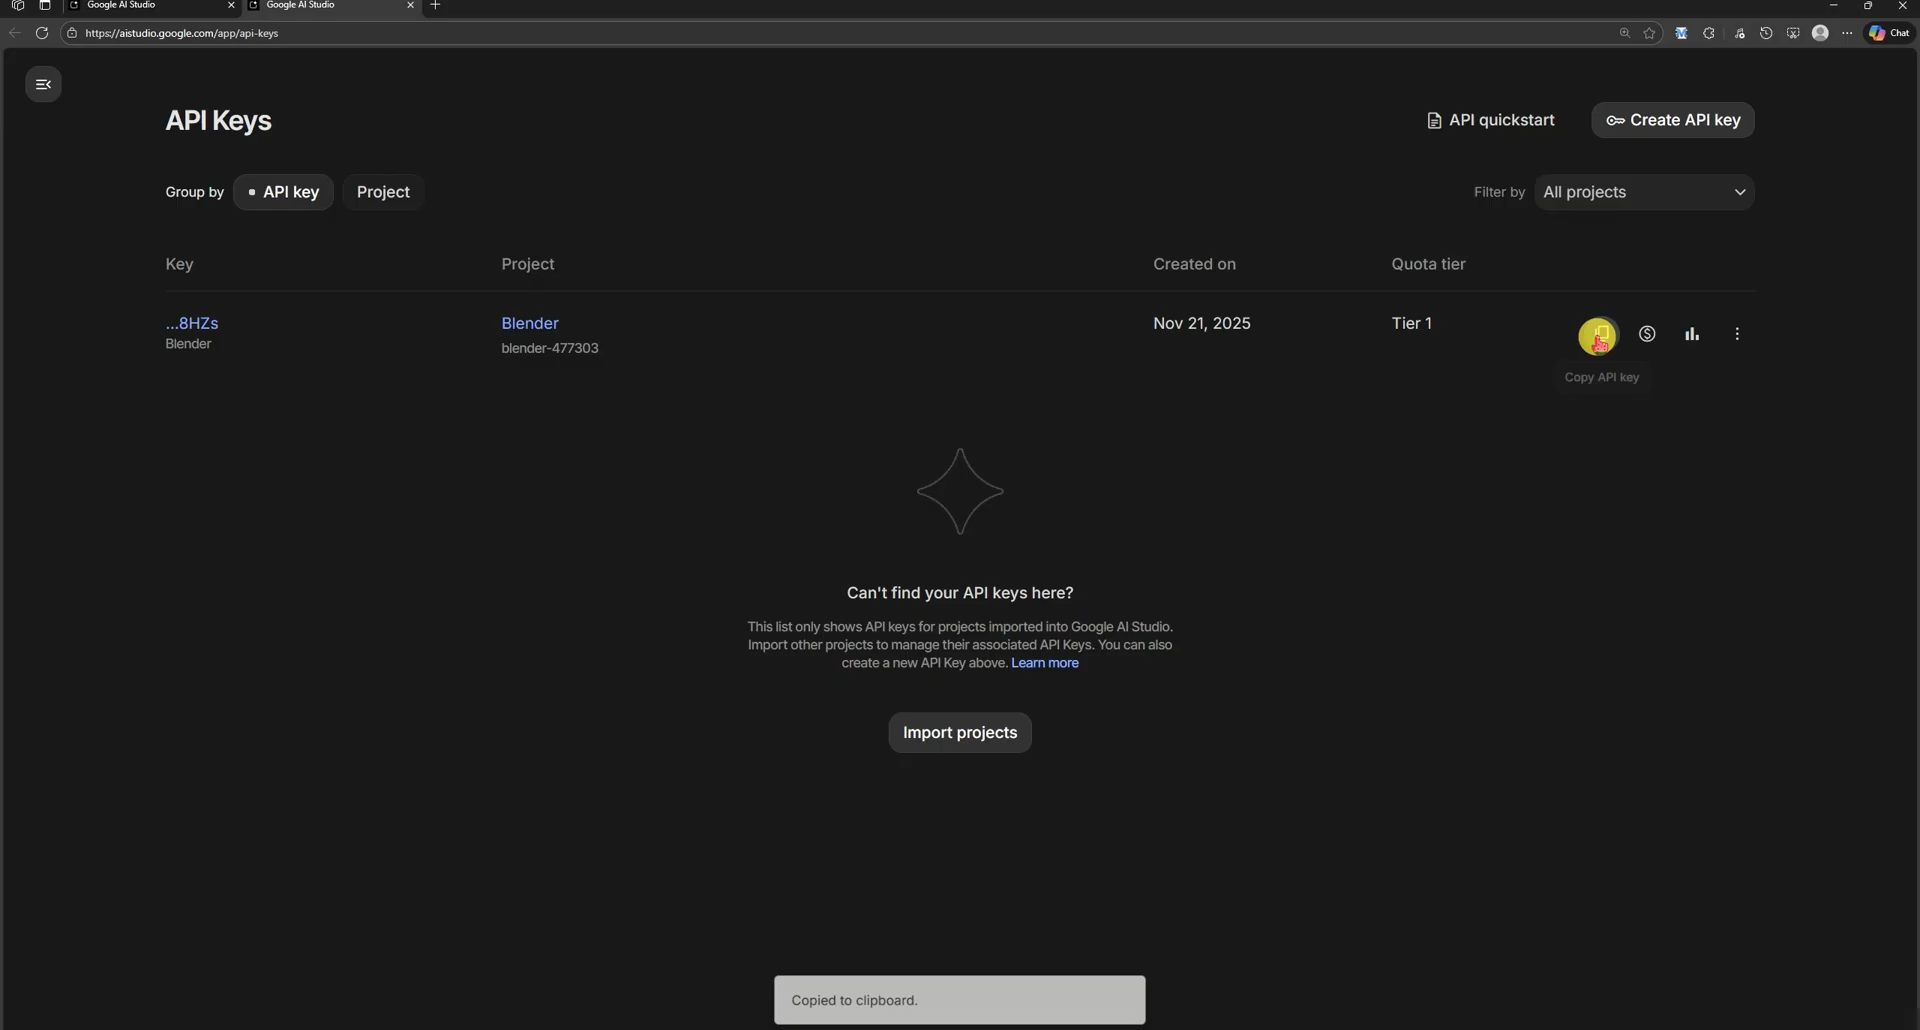 Google AI Studio
Google AI Studio
https://aistudio.google.com/app/api-keys
Chat
API Keys
API quickstart
Create API key
Group by
API key
Project
Filter by
All projects
Key
Project
Created on
Quota tier
...8HZs
Blender
Nov 21, 2025
Tier 1
Blender
blender-477303
Copy API key
Can't find your API keys here?
This list only shows API keys for projects imported into Google AI Studio.
Import other projects to manage their associated API Keys. You can also
create a new API Key above. Learn more
Import projects
Copied to clipboard.